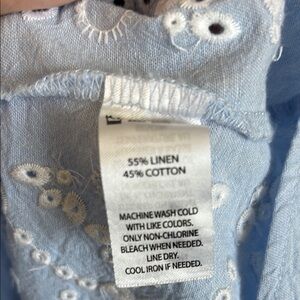 55% LINEN
45% COTTON
MACHINE WASH COLD
WITH LIKE COLORS.
ONLY NON-CHLORINE
BLEACH WHEN NEEDED.
LINE DRY.
COOL IRON IF NEEDED.